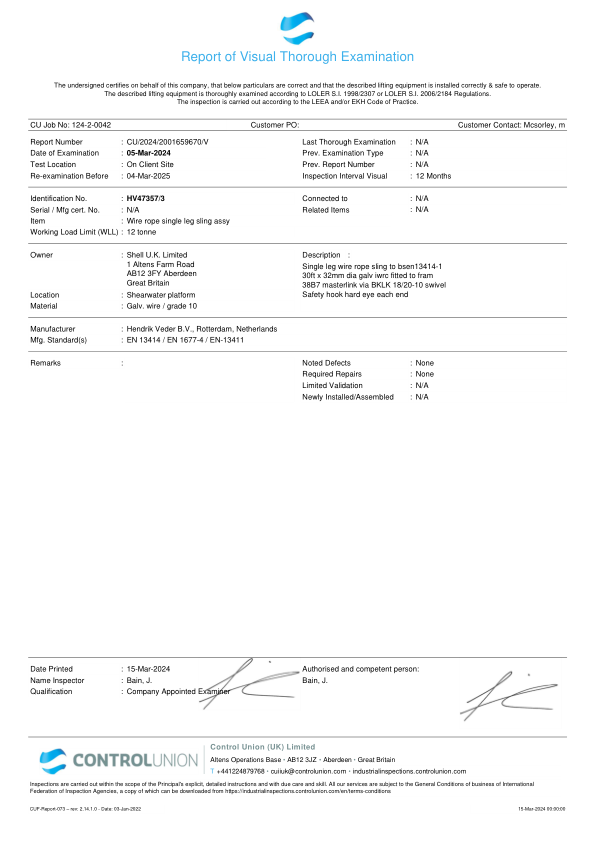 Report of Visual Thorough Examination
The undersigned certifies on behalf of this company, that below particulars are correct and that the described lifting equipment is installed correctly & safe to operate.
The described lifting equipment is thoroughly examined according to LOLER S.I. 1998/2307 or LOLER S.I. 2006/2184 Regulations.
The inspection is carried out according to the LEEA and/or EKH Code of Practice.
CU Job No: 124-2-0042 Customer PO: Customer Contact: Mcsorley, m
Report Number : CU/2024/2001659670/V Last Thorough Examination : N/A
Date of Examination : 05-Mar-2024 Prev. Examination Type : N/A
Test Location : On Client Site Prev. Report Number : N/A
Re-examination Before : 04-Mar-2025 Inspection Interval Visual : 12 Months
Identification No. : HV47357/3 Connected to : N/A
Serial / Mfg cert. No. : N/A Related Items : N/A
Item : Wire rope single leg sling assy
Working Load Limit (WLL) : 12 tonne
Owner : Shell U.K. Limited Description :
1 Altens Farm Road Single leg wire rope sling to bsen13414-1
AB12 3FY Aberdeen 30ft x 32mm dia galv iwrc fitted to fram
Great Britain 38B7 masterlink via BKLK 18/20-10 swivel
Location : Shearwater platform Safety hook hard eye each end
Material : Galv. wire / grade 10
Manufacturer : Hendrik Veder B.V., Rotterdam, Netherlands
Mfg. Standard(s) : EN 13414 / EN 1677-4 / EN-13411
Remarks : Noted Defects : None
Required Repairs : None
Limited Validation : N/A
Newly Installed/Assembled : N/A
Date Printed : 15-Mar-2024 Authorised and competent person:
Name Inspector : Bain, J. Bain, J.
Qualification : Company Appointed Examiner
CONTROLUNION
Control Union (UK) Limited
Altens Operations Base · AB12 3JZ · Aberdeen · Great Britain
T +441224879768 · cuiiuk@controlunion.com · industrialinspections.controlunion.com
Inspections are carried out within the scope of the Principal's explicit, detailed instructions and with due care and skill. All our services are subject to the General Conditions of business of International
Federation of Inspection Agencies, a copy of which can be downloaded from https://industrialinspections.controlunion.com/en/terms-conditions
CUF-Report-073 – rev: 2.14.1.0 - Date: 03-Jun-2022 15-Mar-2024 00:00:00